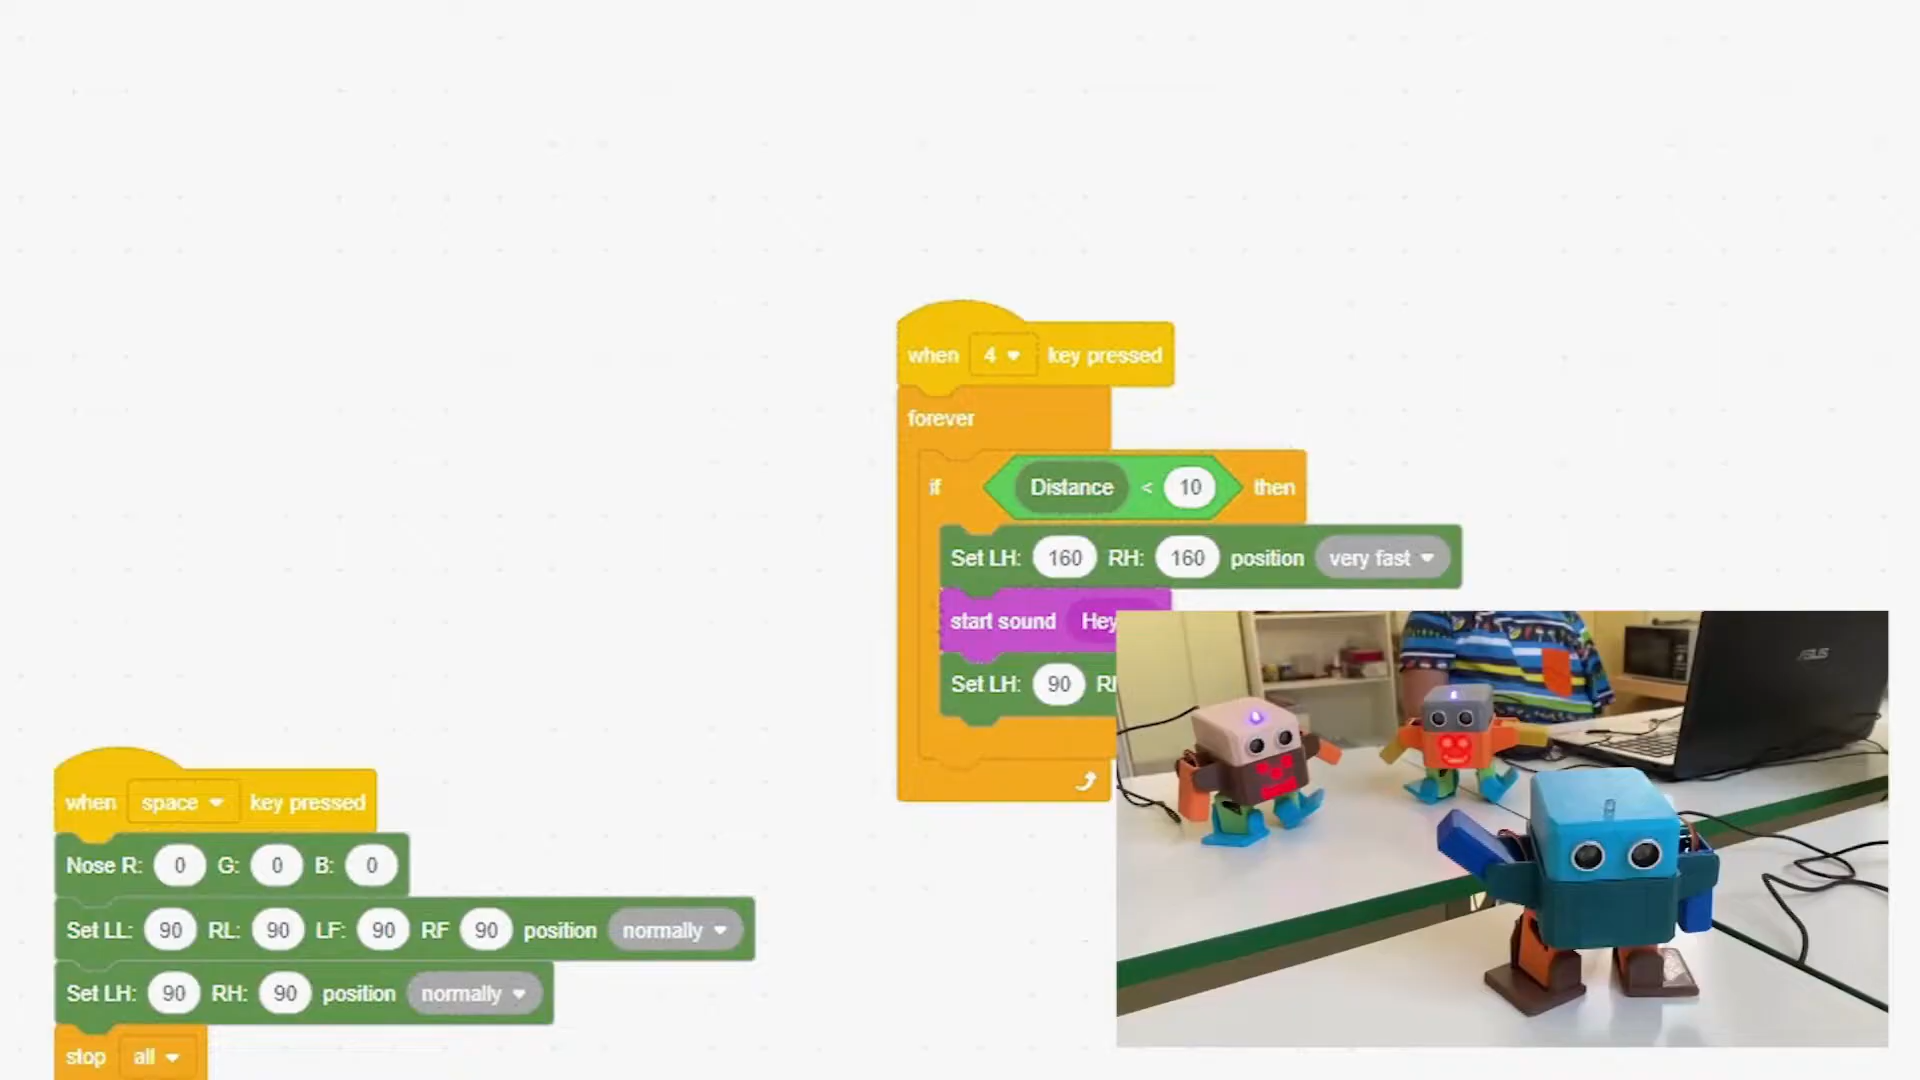 when 4 key pressed
forever
if Distance < 10 then
Set LH: 160 RH: 160 position very fast
start sound Hey
Set LH: 90
ASUS
when space key pressed
Nose R: 0 G: 0 B: 0
Set LL: 90 RL: 90 LF: 90 RF 90 position normally
Set LH: 90 RH: 90 position normally
stop all